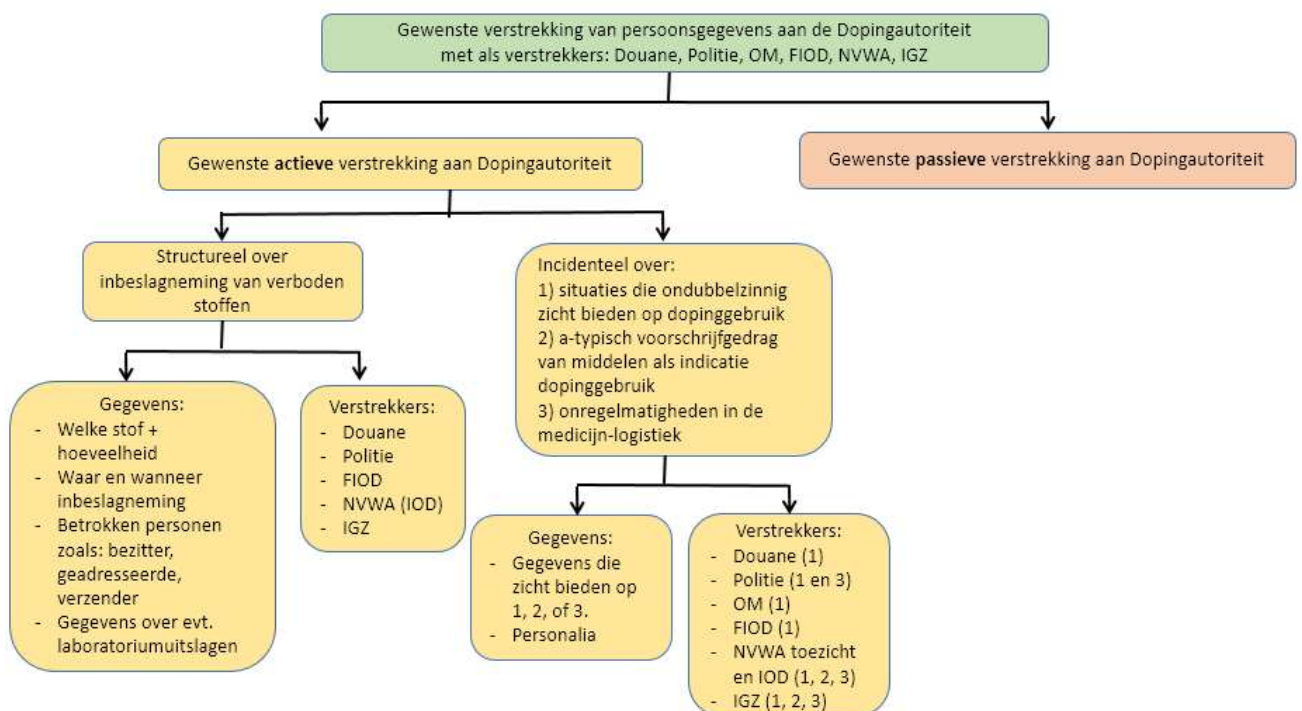 Gewenste verstrekking van persoonsgegevens aan de Dopingautoriteit
met als verstrekkers: Douane, Politie, OM, FIOD, NVWA, IGZ
Gewenste actieve verstrekking aan Dopingautoriteit
Gewenste passieve verstrekking aan Dopingautoriteit
Structureel over
inbeslagneming van verboden
stoffen
Incidenteel over:
1) situaties die ondubbelzinnig
zicht bieden op dopinggebruik
2) a-typisch voorschrijfgedrag
van middelen als indicatie
dopinggebruik
3) onregelmatigheden in de
medicijn-logistiek
Gegevens:
- Welke stof +
hoeveelheid
- Waar en wanneer
inbeslagneming
- Betrokken personen
zoals: bezitter,
geadresseerde,
verzender
- Gegevens over evt.
laboratoriumuitslagen
Verstrekkers:
- Douane
- Politie
- FIOD
- NVWA (IOD)
- IGZ
Gegevens:
- Gegevens die
zicht bieden op
1, 2, of 3.
- Personalia
Verstrekkers:
- Douane (1)
- Politie (1 en 3)
- OM (1)
- FIOD (1)
- NVWA toezicht
en IOD (1, 2, 3)
- IGZ (1, 2, 3)